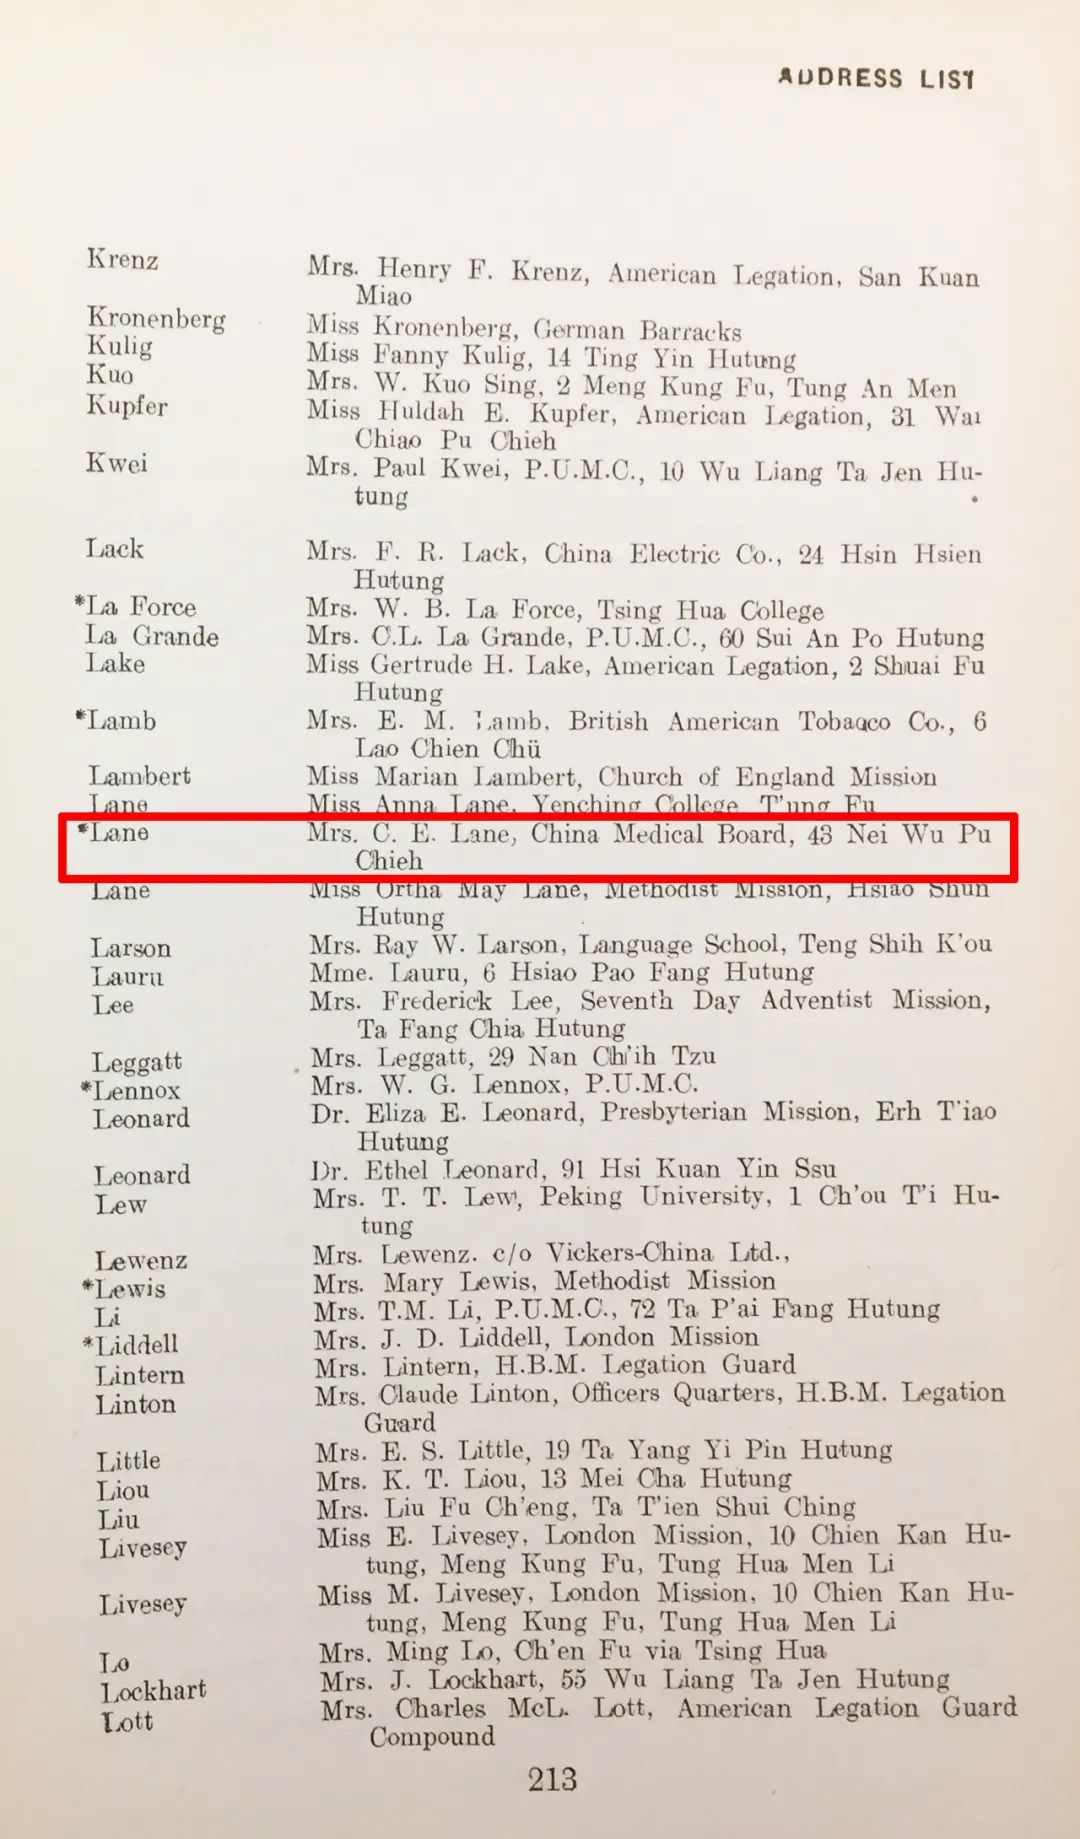 ADDRESS LIST
Krenz Mrs. Henry F. Krenz, American Legation, San Kuan
Miao
Kronenberg Miss Kronenberg, German Barracks
Kulig Miss Fanny Kulig, 14 Ting Yin Hutung
Kuo Mrs. W. Kuo Sing, 2 Meng Kung Fu, Tung An Men
Kupfer Miss Huldah E. Kupfer, American Legation, 31 Wai
Chiao Pu Chieh
Kwei Mrs. Paul Kwei, P.U.M.C., 10 Wu Liang Ta Jen Hu-
tung
Lack Mrs. F. R. Lack, China Electric Co., 24 Hsin Hsien
Hutung
*La Force Mrs. W. B. La Force, Tsing Hua College
La Grande Mrs. C.L. La Grande, P.U.M.C., 60 Sui An Po Hutung
Lake Miss Gertrude H. Lake, American Legation, 2 Shuai Fu
Hutung
*Lamb Mrs. E. M. Lamb. British American Tobacco Co., 6
Lao Chien Chü
Lambert Miss Marian Lambert, Church of England Mission
Lane Miss Anna Lane, Yenching College, T'ung Fu
*Lane Mrs. C. E. Lane, China Medical Board, 43 Nei Wu Pu
Chieh
Lane Miss Ortha May Lane, Methodist Mission, Hsiao Shun
Hutung
Larson Mrs. Ray W. Larson, Language School, Teng Shih K'ou
Lauru Mme. Lauru, 6 Hsiao Pao Fang Hutung
Lee Mrs. Frederick Lee, Seventh Day Adventist Mission,
Ta Fang Chia Hutung
Leggatt Mrs. Leggatt, 29 Nan Ch'ih Tzu
*Lennox Mrs. W. G. Lennox, P.U.M.C.
Leonard Dr. Eliza E. Leonard, Presbyterian Mission, Erh T'iao
Hutung
Leonard Dr. Ethel Leonard, 91 Hsi Kuan Yin Ssu
Lew Mrs. T. T. Lew, Peking University, 1 Ch'ou T'i Hu-
tung
Lewenz Mrs. Lewenz. c/o Vickers-China Ltd.,
*Lewis Mrs. Mary Lewis, Methodist Mission
Li Mrs. T.M. Li, P.U.M.C., 72 Ta P'ai Fang Hutung
*Liddell Mrs. J. D. Liddell, London Mission
Lintern Mrs. Lintern, H.B.M. Legation Guard
Linton Mrs. Claude Linton, Officers Quarters, H.B.M. Legation
Guard
Little Mrs. E. S. Little, 19 Ta Yang Yi Pin Hutung
Liou Mrs. K. T. Liou, 13 Mei Cha Hutung
Liu Mrs. Liu Fu Ch'eng, Ta T'ien Shui Ching
Livesey Miss E. Livesey, London Mission, 10 Chien Kan Hu-
tung, Meng Kung Fu, Tung Hua Men Li
Livesey Miss M. Livesey, London Mission, 10 Chien Kan Hu-
tung, Meng Kung Fu, Tung Hua Men Li
Lo Mrs. Ming Lo, Ch'en Fu via Tsing Hua
Lockhart Mrs. J. Lockhart, 55 Wu Liang Ta Jen Hutung
Lott Mrs. Charles McL. Lott, American Legation Guard
Compound
213